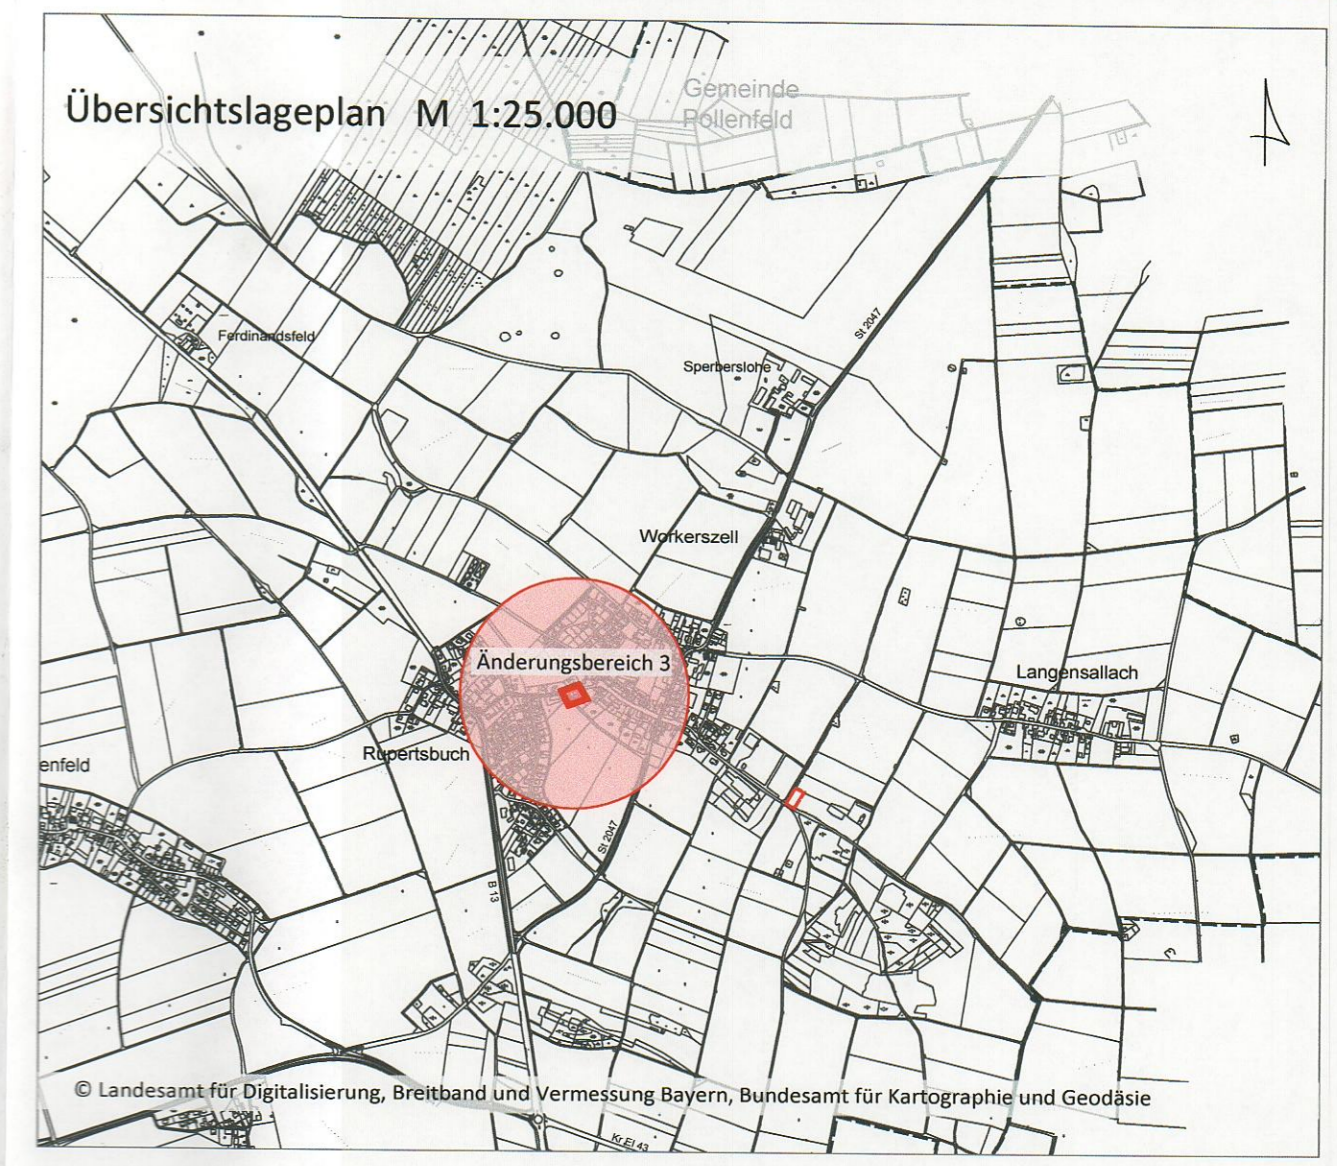 Übersichtslageplan M 1:25.000
Gemeinde
Pollenfeld
Ferdinandsfeld
St 2047
Sperberslohe
Workerszell
Änderungsbereich 3
Langensallach
Rupertsbuch
enfeld
St 2047
B 13
© Landesamt für Digitalisierung, Breitband und Vermessung Bayern, Bundesamt für Kartographie und Geodäsie
Kr EI 43